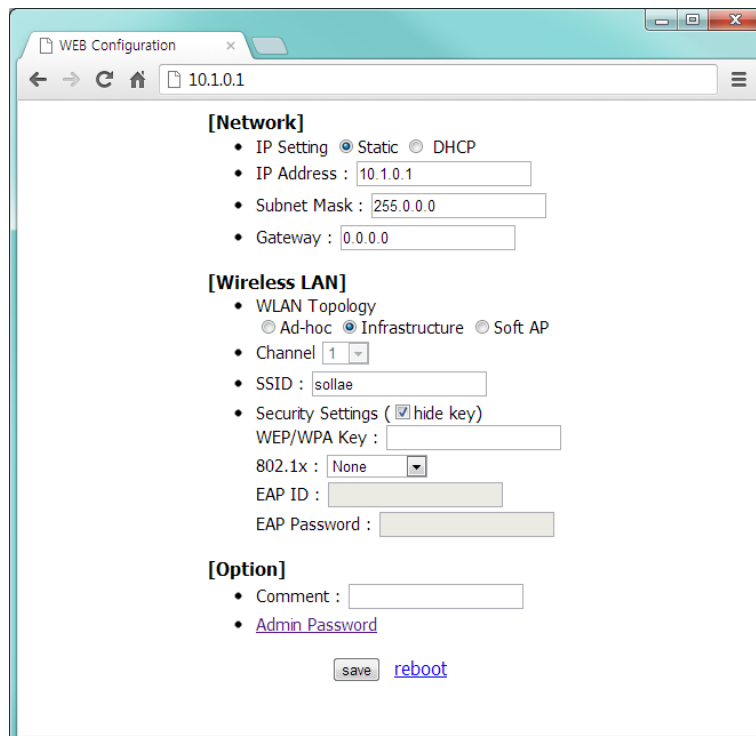 WEB Configuration
10.1.0.1
[Network]
IP Setting Static DHCP
IP Address : 10.1.0.1
Subnet Mask : 255.0.0.0
Gateway : 0.0.0.0
[Wireless LAN]
WLAN Topology
Ad-hoc Infrastructure Soft AP
Channel 1
SSID : sollae
Security Settings ( hide key)
WEP/WPA Key :
802.1x : None
EAP ID :
EAP Password :
[Option]
Comment :
Admin Password
save reboot